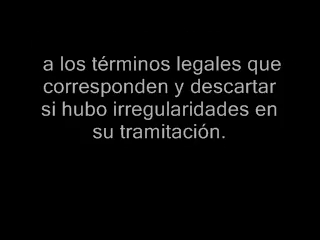 a los términos legales que
corresponden y descartar
si hubo irregularidades en
su tramitación.